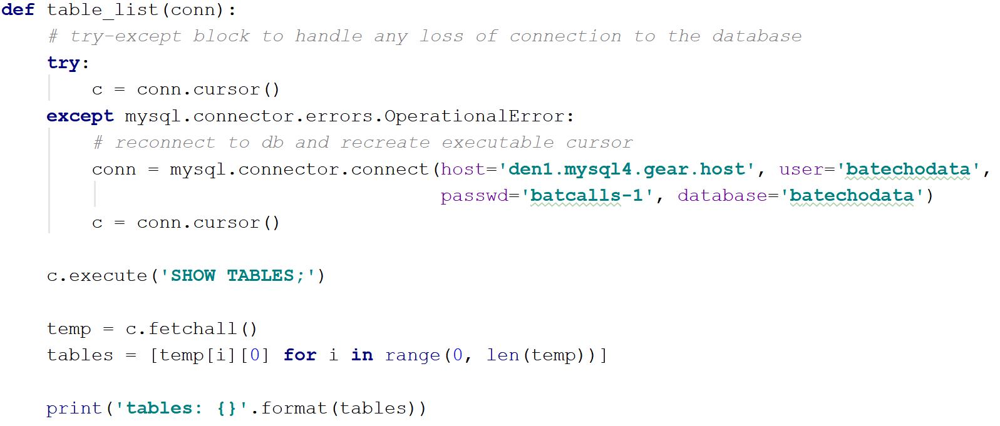 def table_list(conn):
    # try-except block to handle any loss of connection to the database
    try:
        c = conn.cursor()
    except mysql.connector.errors.OperationalError:
        # reconnect to db and recreate executable cursor
        conn = mysql.connector.connect(host='den1.mysql4.gear.host', user='batechodata',
                                       passwd='batcalls-1', database='batechodata')
        c = conn.cursor()

    c.execute('SHOW TABLES;')

    temp = c.fetchall()
    tables = [temp[i][0] for i in range(0, len(temp))]

    print('tables: {}'.format(tables))